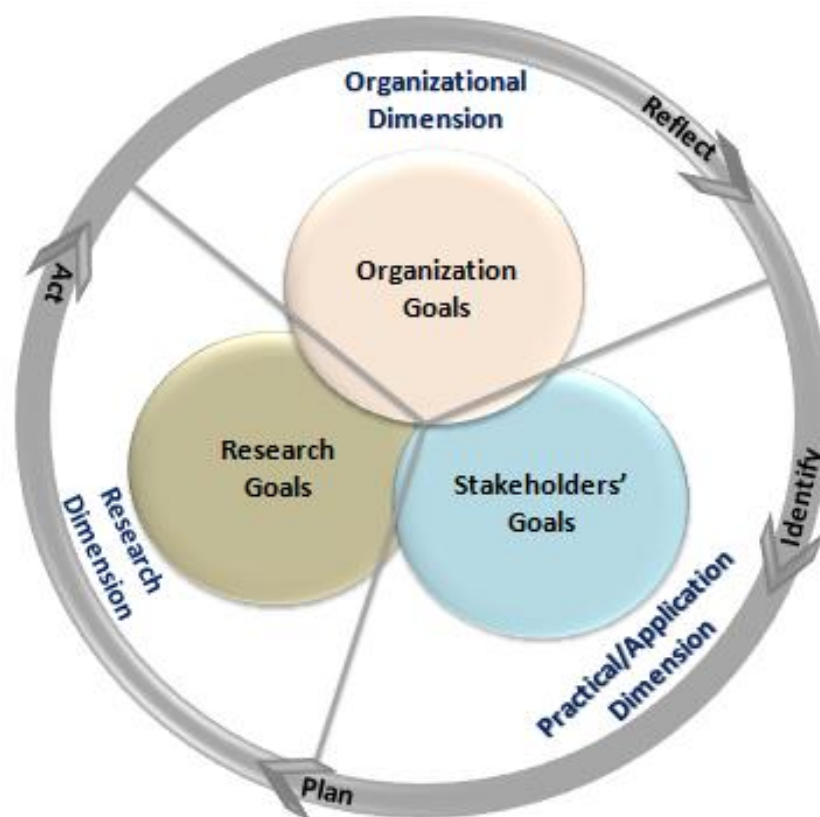 Organizational
Dimension
Reflect
Organization
Goals
Act
Research
Goals
Stakeholders’
Goals
Identify
Research
Dimension
Practical/Application
Dimension
Plan